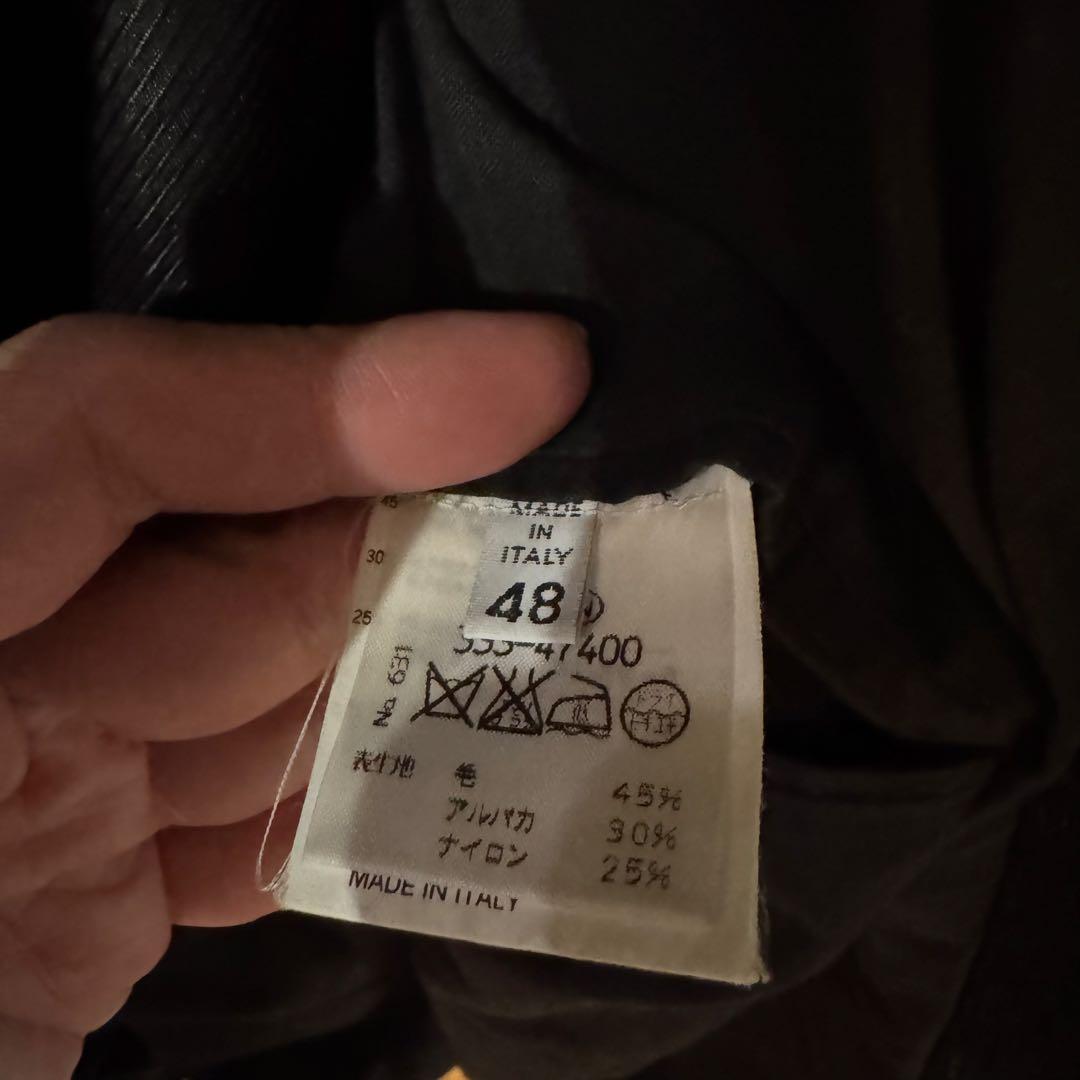 45
30
25
MADE
IN
ITALY
48
No 631
表生地 毛 45%
アルパカ 30%
ナイロン 25%
MADE IN ITALY